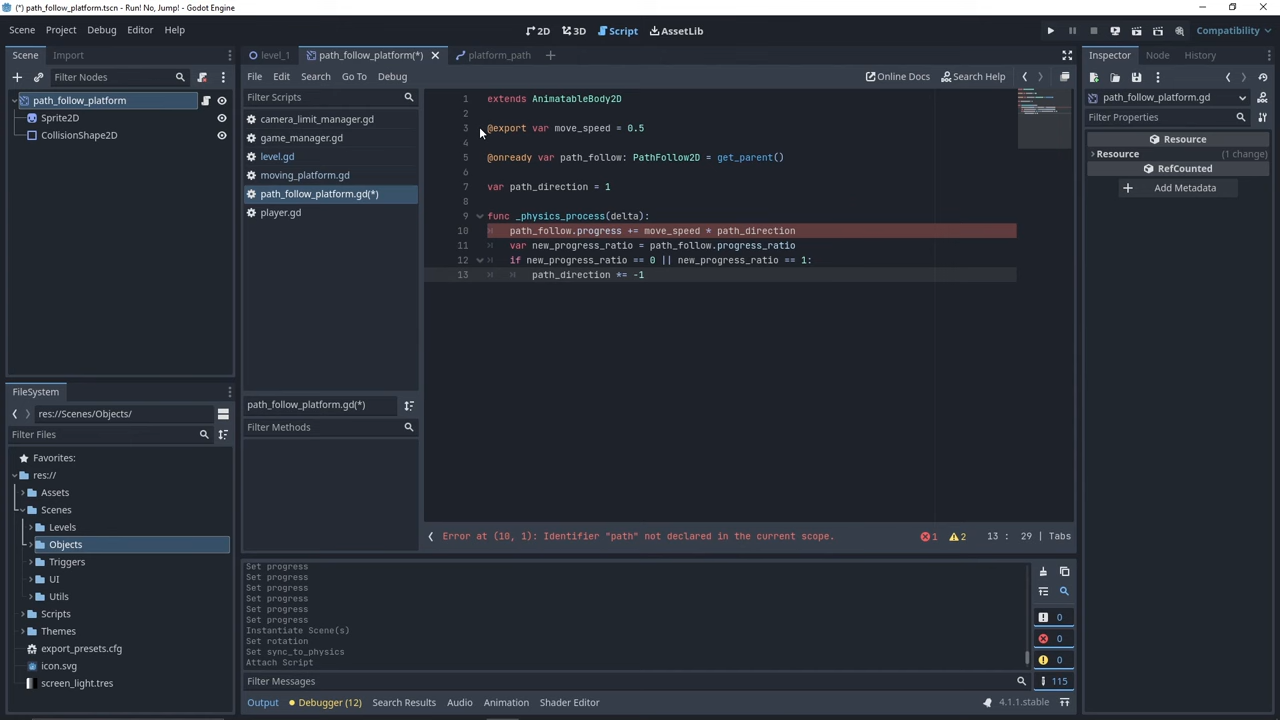 (*) path_follow_platform.tscn - Run! No, Jump! - Godot Engine
Scene Project Debug Editor Help
2D 3D Script AssetLib
Compatibility
Scene Import
level_1 path_follow_platform(*) platform_path
Inspector Node History
Filter Nodes
File Edit Search Go To Debug
Online Docs Search Help
path_follow_platform
Sprite2D
CollisionShape2D
Filter Scripts
camera_limit_manager.gd
game_manager.gd
level.gd
moving_platform.gd
path_follow_platform.gd(*)
player.gd
path_follow_platform.gd(*)
Filter Methods
1 extends AnimatableBody2D
2
3 @export var move_speed = 0.5
4
5 @onready var path_follow: PathFollow2D = get_parent()
6
7 var path_direction = 1
8
9 func _physics_process(delta):
10 path_follow.progress += move_speed * path_direction
11 var new_progress_ratio = path_follow.progress_ratio
12 if new_progress_ratio == 0 || new_progress_ratio == 1:
13 path_direction *= -1
Error at (10, 1): Identifier "path" not declared in the current scope.
1 2 13 : 29 | Tabs
path_follow_platform.gd
Filter Properties
Resource
Resource (1 change)
RefCounted
Add Metadata
FileSystem
res://Scenes/Objects/
Filter Files
Favorites:
res://
Assets
Scenes
Levels
Objects
Triggers
UI
Utils
Scripts
Themes
export_presets.cfg
icon.svg
screen_light.tres
Set progress
Set progress
Set progress
Set progress
Set progress
Set progress
Instantiate Scene(s)
Set rotation
Set sync_to_physics
Attach Script
0
0
0
115
Filter Messages
Output Debugger (12) Search Results Audio Animation Shader Editor
4.1.1.stable